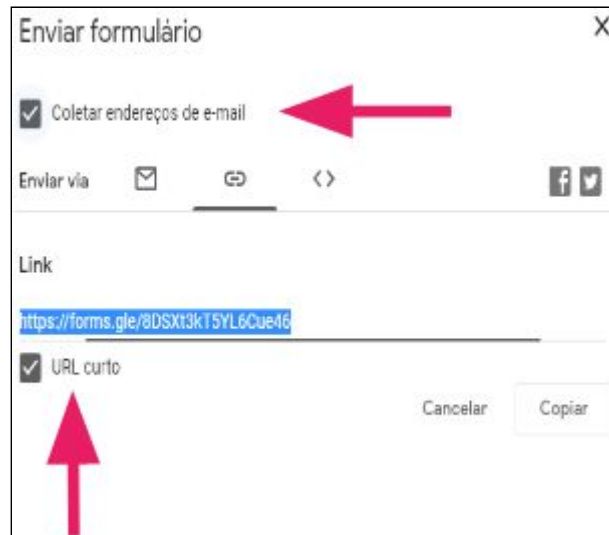 Enviar formulário X
Coletar endereços de e-mail
Enviar via
Link
https://forms.gle/8DSXt3kT5YL6Cue46
URL curto
Cancelar Copiar